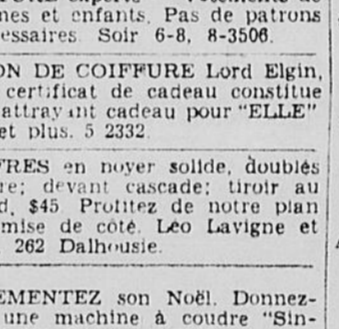 mes et enfants. Pas de patrons
essaires. Soir 6-8, 8-3506.
ON DE COIFFURE Lord Elgin,
certificat de cadeau constitue
attrayant cadeau pour "ELLE"
et plus. 5 2332.
FRES en noyer solide, doublés
re; devant cascade; tiroir au
d, $45 Profitez de notre plan
mise de côté. Léo Lavigne et
262 Dalhousie.
EMENTEZ son Noël. Donnez-
une machine à coudre "Sin-